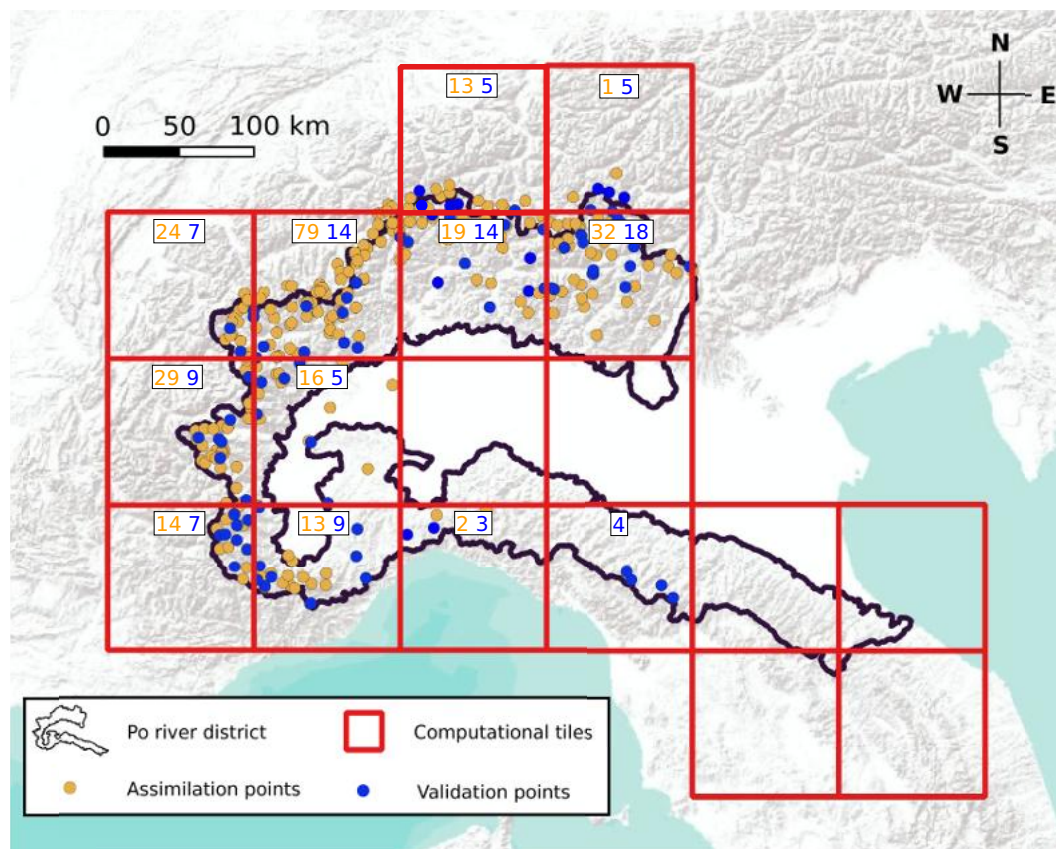 N
W E
S
0 50 100 km
13 5
1 5
24 7
79 14
19 14
32 18
29 9
16 5
14 7
13 9
2 3
4
Po river district
Computational tiles
Assimilation points
Validation points